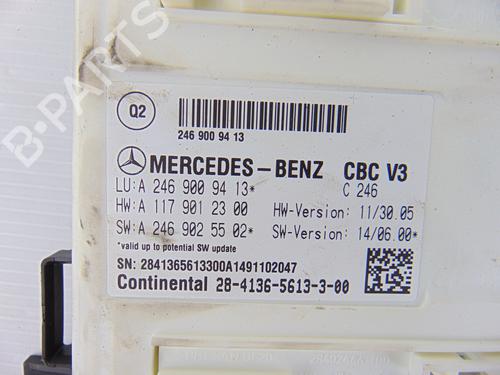 B-PARTS
Q2
246 900 94 13
MERCEDES-BENZ CBC V3
LU: A 246 900 94 13* C 246
HW: A 117 901 23 00 HW-Version: 11/30.05
SW: A 246 902 55 02* SW-Version: 14/06.00*
*valid up to potential SW update
SN: 2841365613300A1491102047
Continental 28-4136-5613-3-00